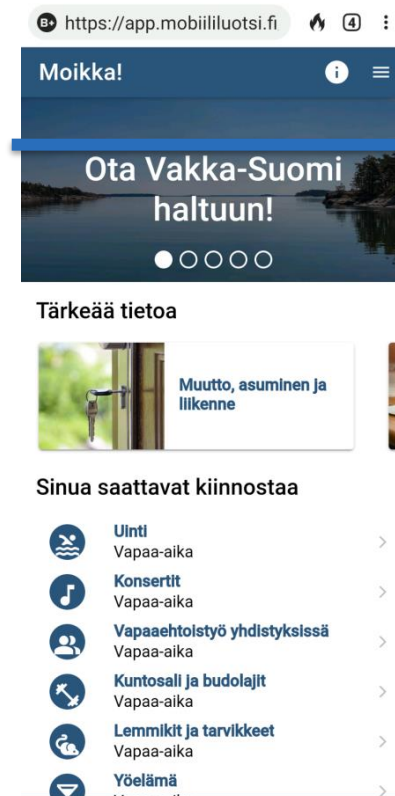 B+ https://app.mobiililuotsi.fi 4
Moikka!
Ota Vakka-Suomi
haltuun!
Tärkeää tietoa
Muutto, asuminen ja
liikenne
Sinua saattavat kiinnostaa
Uinti
Vapaa-aika
Konsertit
Vapaa-aika
Vapaaehtoistyö yhdistyksissä
Vapaa-aika
Kuntosali ja budolajit
Vapaa-aika
Lemmikit ja tarvikkeet
Vapaa-aika
Yöelämä